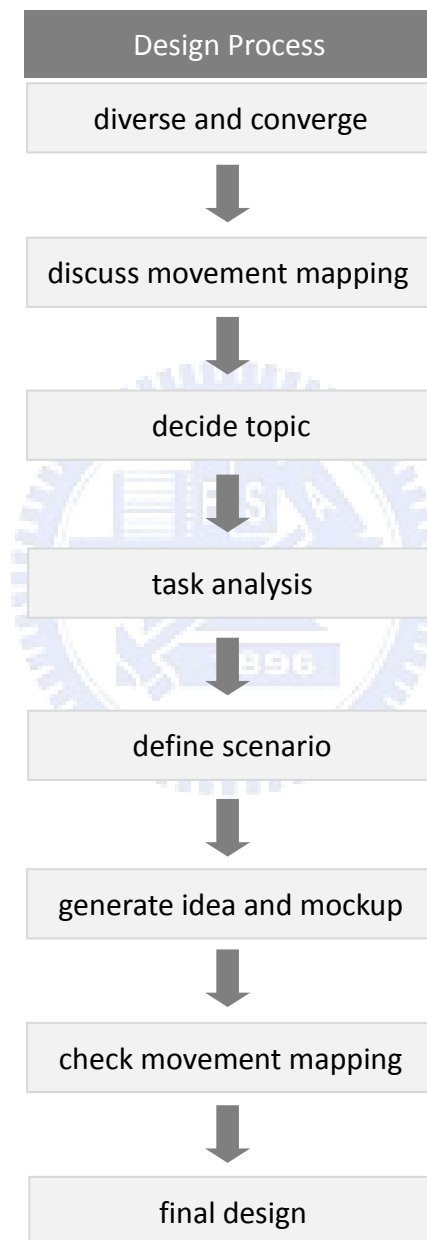 Design Process
diverse and converge
discuss movement mapping
decide topic
task analysis
define scenario
generate idea and mockup
check movement mapping
final design